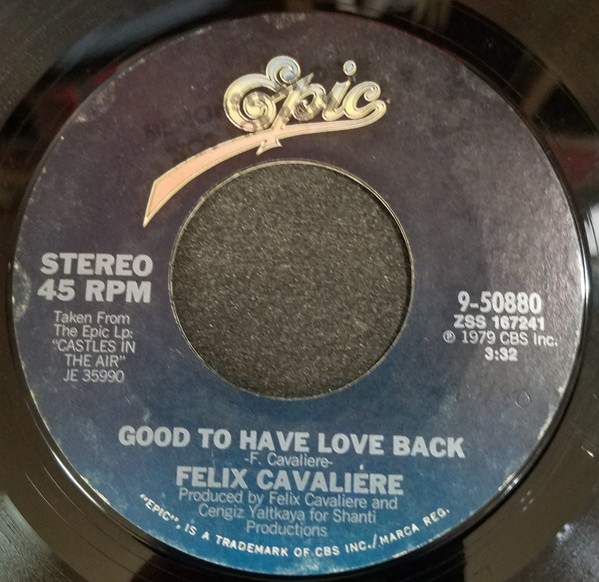 Epic
STEREO
45 RPM
Taken From
The Epic Lp:
"CASTLES IN
THE AIR"
JE 35990
9-50880
ZSS 167241
℗ 1979 CBS Inc.
3:32
GOOD TO HAVE LOVE BACK
-F. Cavaliere-
FELIX CAVALIERE
Produced by Felix Cavaliere and
Cengiz Yaltkaya for Shanti
Productions
"EPIC", IS A TRADEMARK OF CBS INC./MARCA REG.